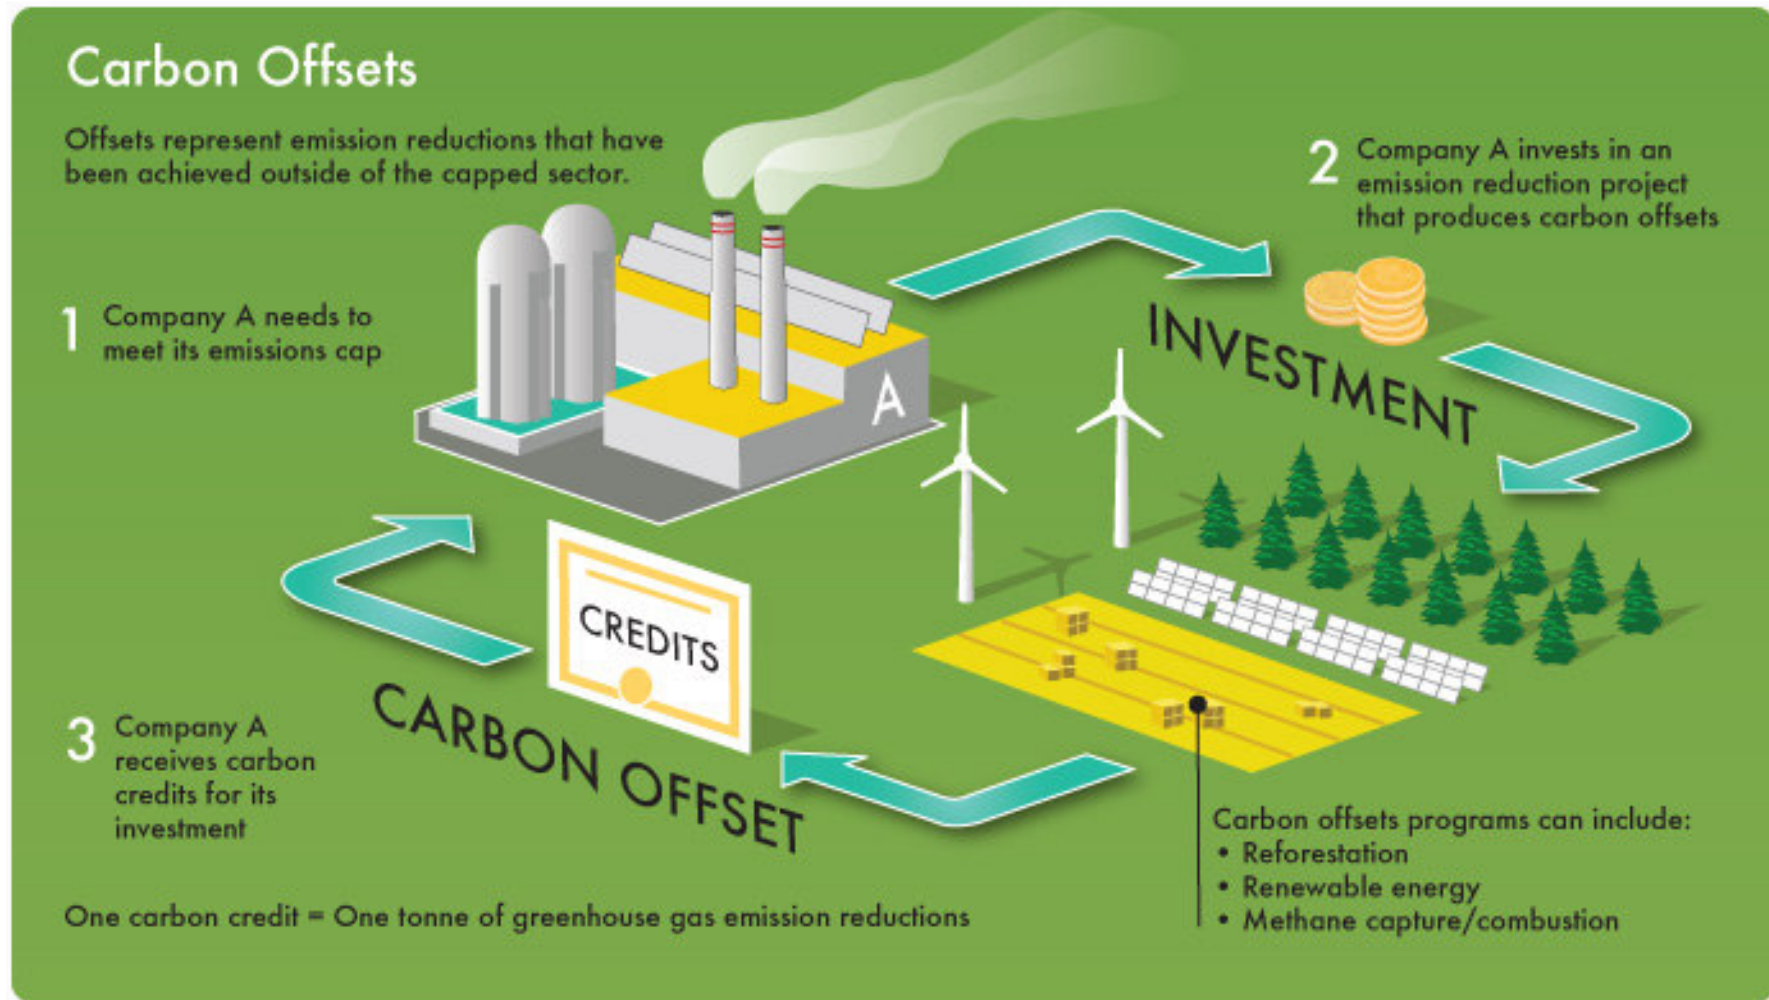 Carbon Offsets
Offsets represent emission reductions that have
been achieved outside of the capped sector.
1 Company A needs to
meet its emissions cap
A
2 Company A invests in an
emission reduction project
that produces carbon offsets
INVESTMENT
CREDITS
CARBON OFFSET
3 Company A
receives carbon
credits for its
investment
Carbon offsets programs can include:
• Reforestation
• Renewable energy
• Methane capture/combustion
One carbon credit = One tonne of greenhouse gas emission reductions